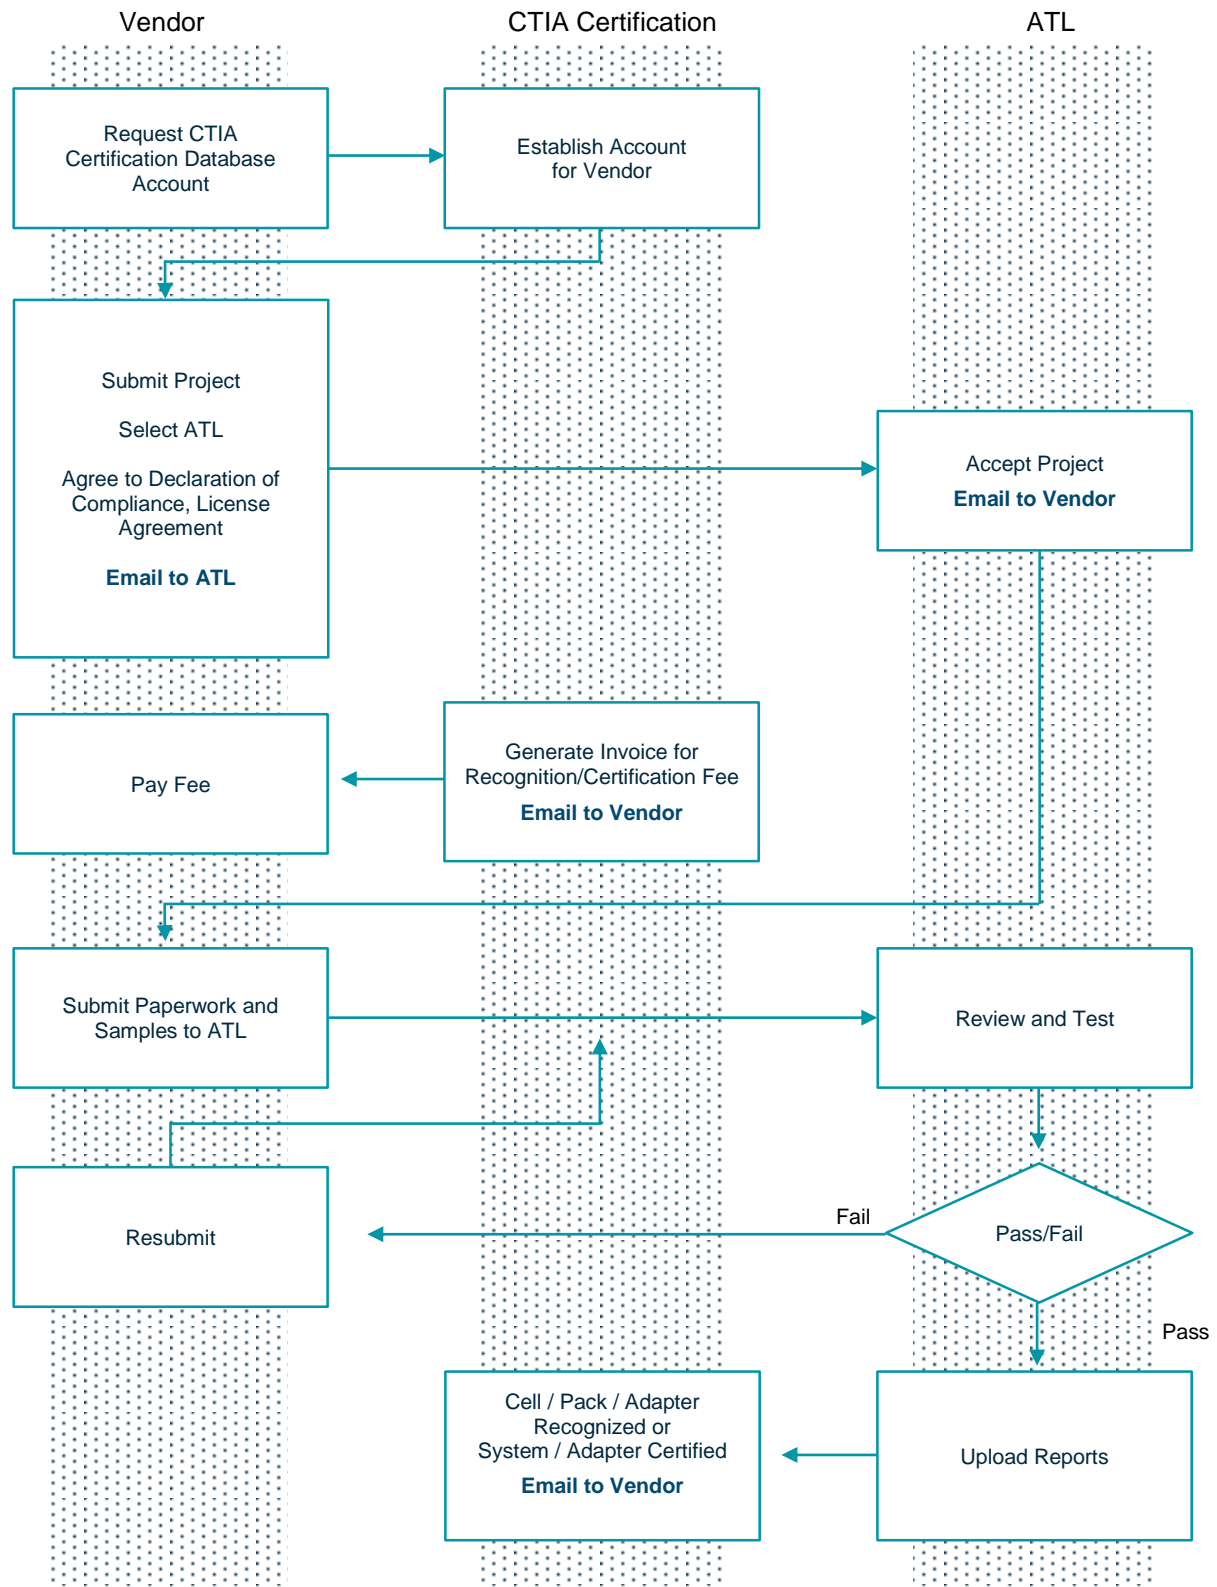 Vendor
CTIA Certification
ATL
Request CTIA
Certification Database
Account
Establish Account
for Vendor
Submit Project
Select ATL
Agree to Declaration of
Compliance, License
Agreement
Email to ATL
Accept Project
Email to Vendor
Pay Fee
Generate Invoice for
Recognition/Certification Fee
Email to Vendor
Submit Paperwork and
Samples to ATL
Review and Test
Resubmit
Fail
Pass/Fail
Pass
Cell / Pack / Adapter
Recognized or
System / Adapter Certified
Email to Vendor
Upload Reports